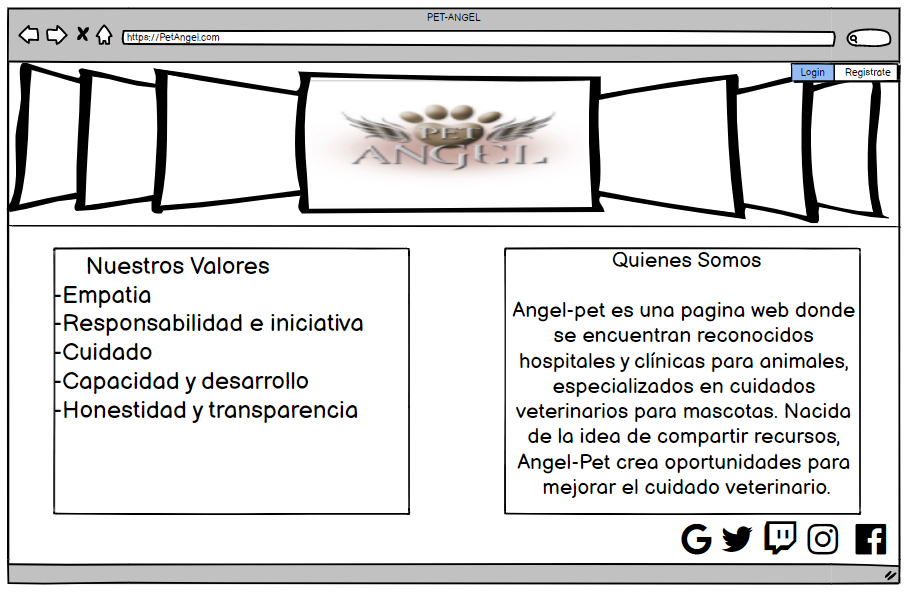 PET-ANGEL
https://PetAngel.com
Login
Registrate
PET
ANGEL
Nuestros Valores
-Empatia
-Responsabilidad e iniciativa
-Cuidado
-Capacidad y desarrollo
-Honestidad y transparencia
Quienes Somos
Angel-pet es una pagina web donde
se encuentran reconocidos
hospitales y clínicas para animales,
especializados en cuidados
veterinarios para mascotas. Nacida
de la idea de compartir recursos,
Angel-Pet crea oportunidades para
mejorar el cuidado veterinario.